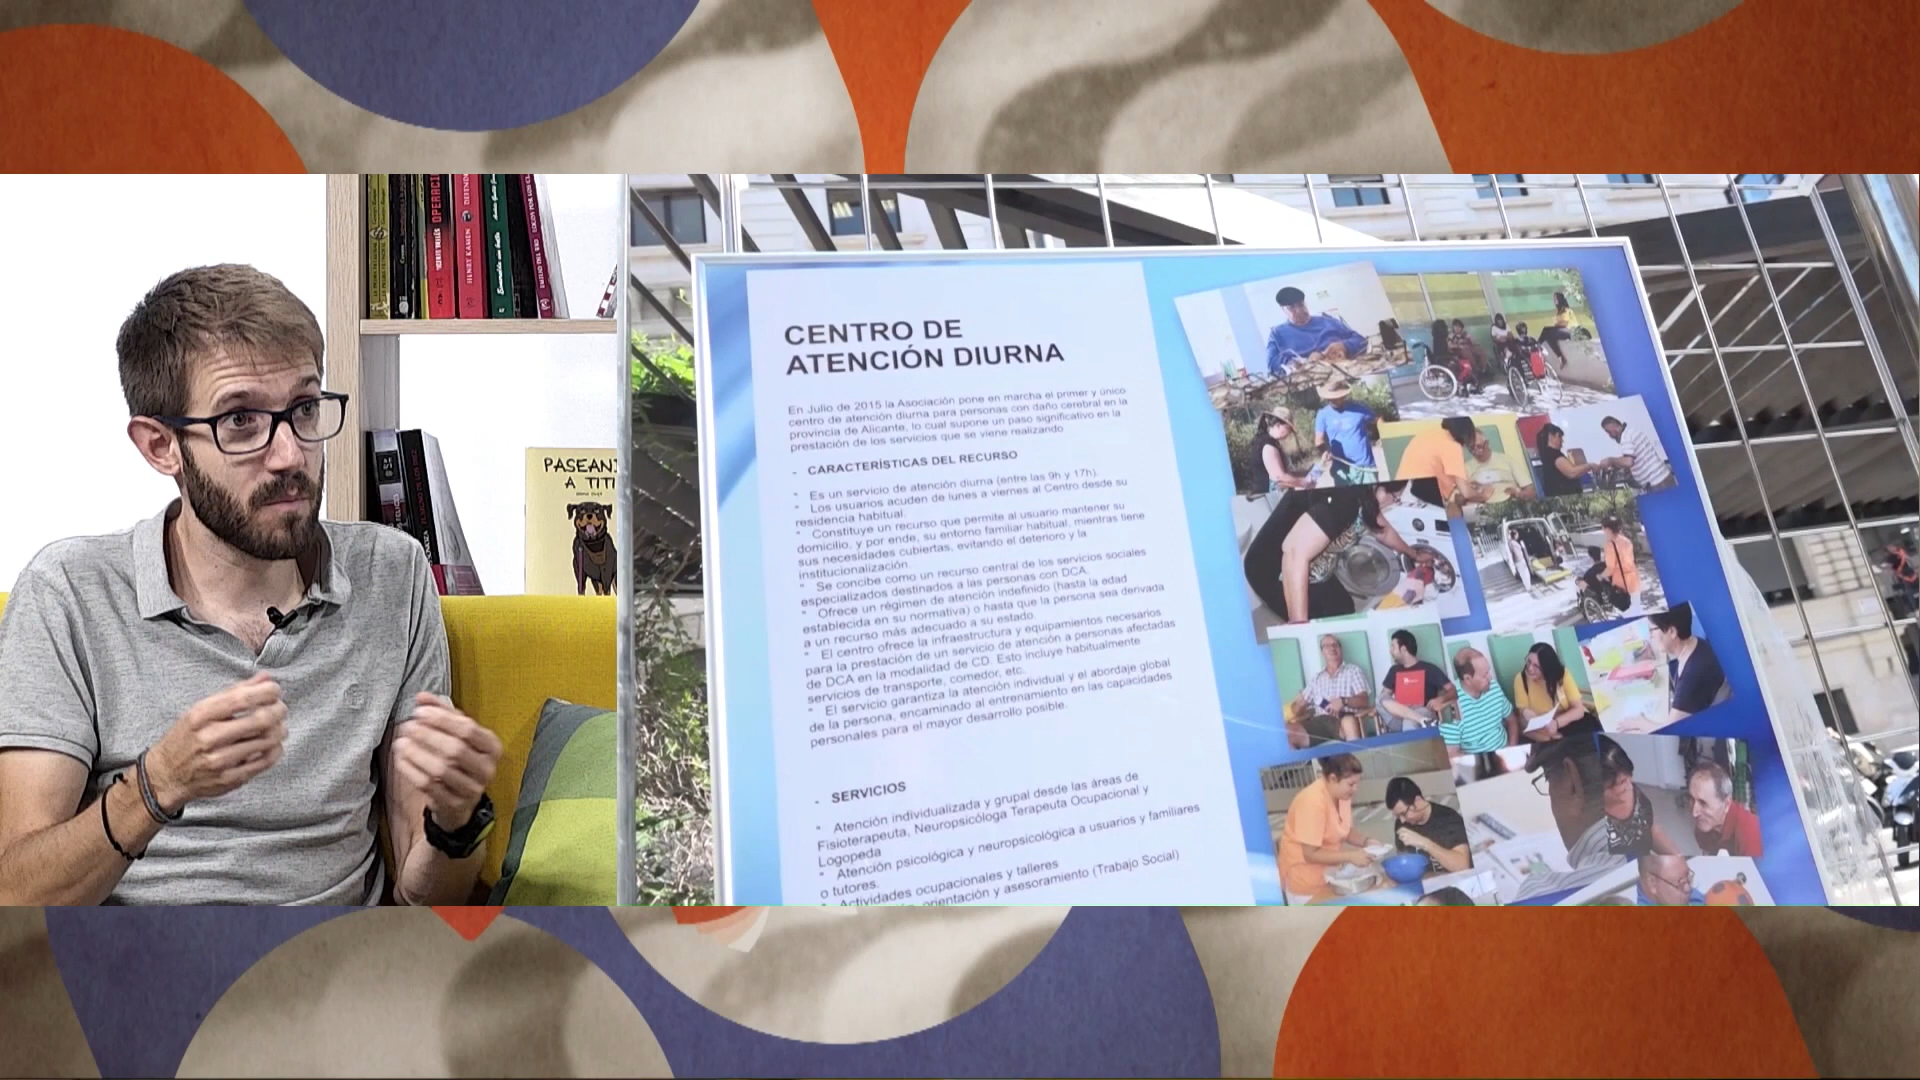 OPERACI
HENRY KAMEN
PASEAN
A TITI
CENTRO DE
ATENCIÓN DIURNA
En Julio de 2015 la Asociación pone en marcha el primer y único
centro de atención diurna para personas con daño cerebral en la
provincia de Alicante, lo cual supone un paso significativo en la
prestación de los servicios que se viene realizando
- CARACTERÍSTICAS DEL RECURSO
* Es un servicio de atención diurna (entre las 9h y 17h).
* Los usuarios acuden de lunes a viernes al Centro desde su
residencia habitual.
* Constituye un recurso que permite al usuario mantener su
domicilio, y por ende, su entorno familiar habitual, mientras tiene
sus necesidades cubiertas, evitando el deterioro y la
institucionalización.
* Se concibe como un recurso central de los servicios sociales
especializados destinados a las personas con DCA.
* Ofrece un régimen de atención indefinido (hasta la edad
establecida en su normativa) o hasta que la persona sea derivada
a un recurso más adecuado a su estado.
* El centro ofrece la infraestructura y equipamientos necesarios
para la prestación de un servicio de atención a personas afectadas
de DCA en la modalidad de CD. Esto incluye habitualmente
servicios de transporte, comedor, etc.
* El servicio garantiza la atención individual y el abordaje global
de la persona, encaminado al entrenamiento en las capacidades
personales para el mayor desarrollo posible.
- SERVICIOS
* Atención individualizada y grupal desde las áreas de
Fisioterapeuta, Neuropsicóloga Terapeuta Ocupacional y
Logopeda
* Atención psicológica y neuropsicológica a usuarios y familiares
o tutores.
* Actividades ocupacionales y talleres
orientación y asesoramiento (Trabajo Social)